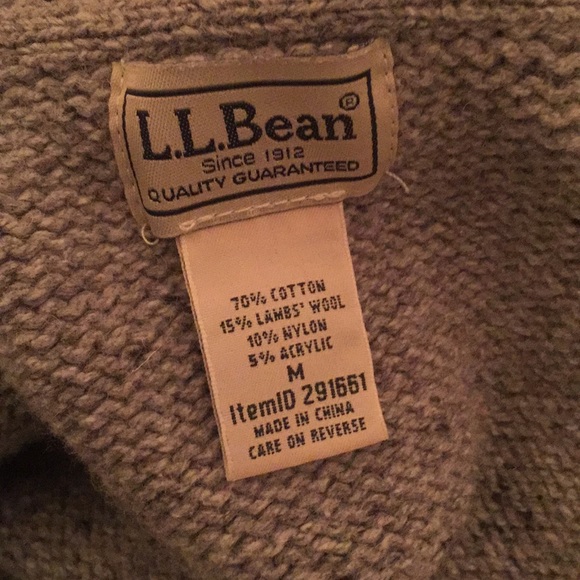 L.L.Bean®
Since 1912
QUALITY GUARANTEED
70% COTTON
15% LAMBS' WOOL
10% NYLON
5% ACRYLIC
M
ItemID 291661
MADE IN CHINA
CARE ON REVERSE